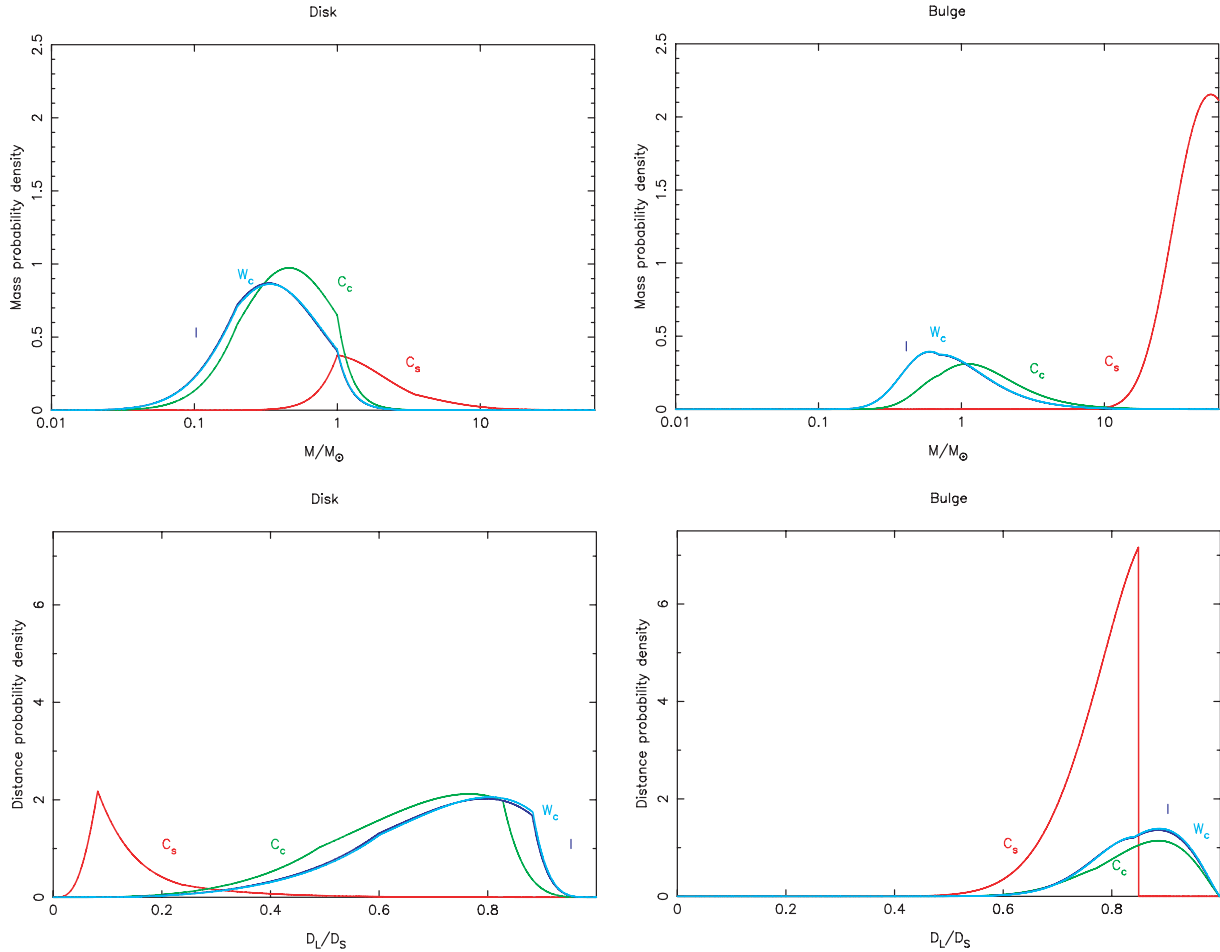 Disk
Mass probability density
2.5
2
1.5
1
0.5
0
W_c
C_c
I
C_s
0.01
0.1
1
10
M/M_⊙
Bulge
Mass probability density
2.5
2
1.5
1
0.5
0
I
W_c
C_c
C_s
0.01
0.1
1
10
M/M_⊙
Disk
Distance probability density
6
4
2
0
C_s
C_c
W_c
I
0
0.2
0.4
0.6
0.8
D_L/D_S
Bulge
Distance probability density
6
4
2
0
C_s
I
W_c
C_c
0
0.2
0.4
0.6
0.8
D_L/D_S